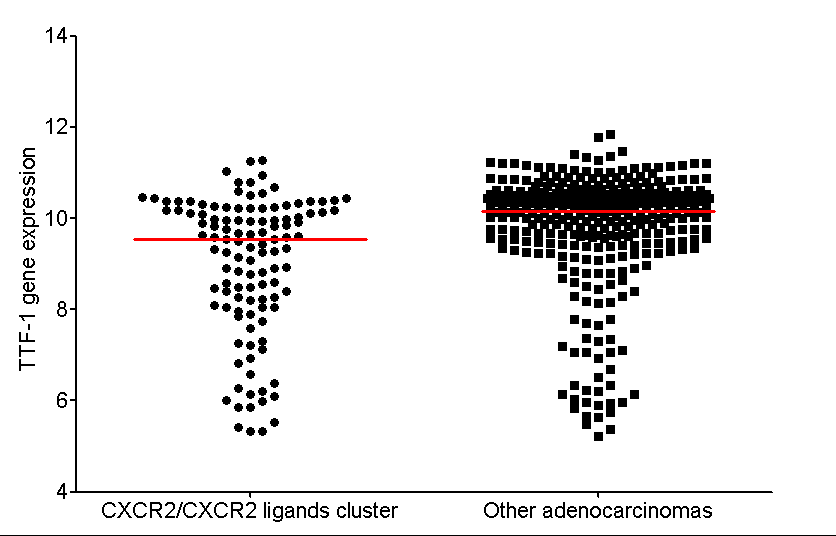 14
12
10
8
6
4
TTF-1 gene expression
CXCR2/CXCR2 ligands cluster
Other adenocarcinomas